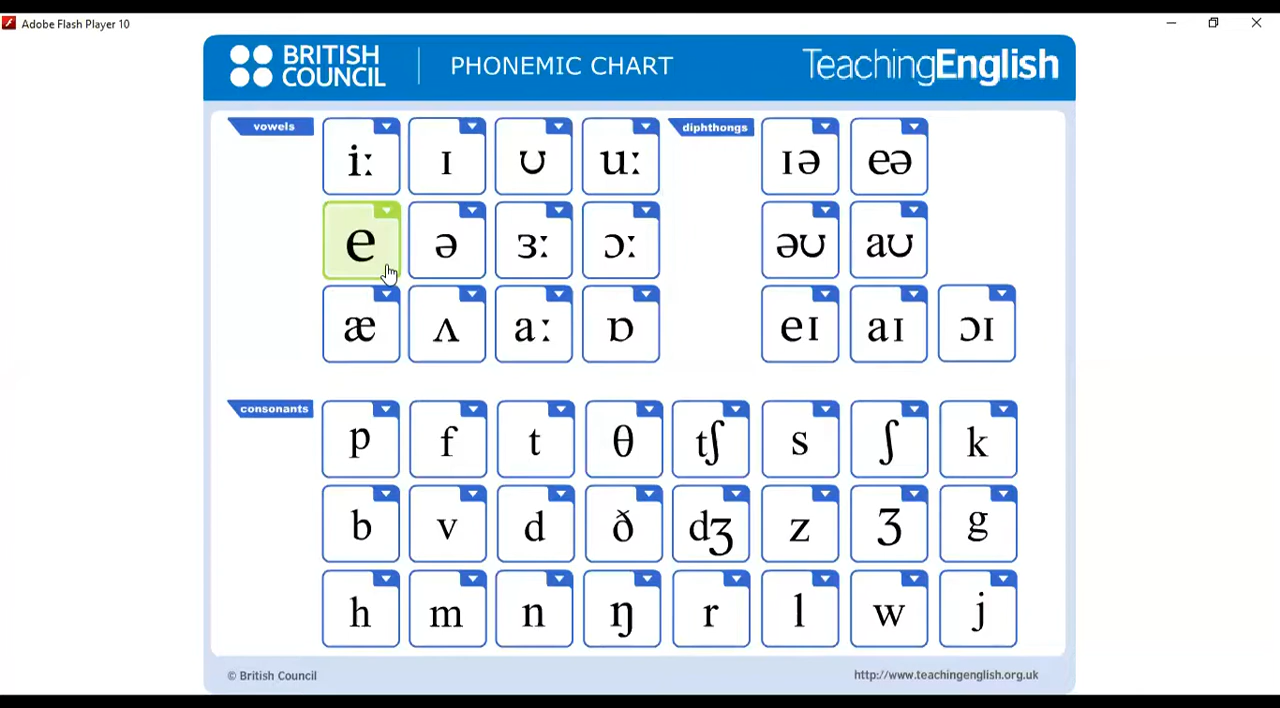 Adobe Flash Player 10
BRITISH
COUNCIL
PHONEMIC CHART
TeachingEnglish
vowels
iː ɪ ʊ uː
e ə ɜː ɔː
æ ʌ aː ɒ
diphthongs
ɪə eə
əʊ aʊ
eɪ aɪ ɔɪ
consonants
p f t θ tʃ s ʃ k
b v d ð dʒ z ʒ g
h m n ŋ r l w j
© British Council
http://www.teachingenglish.org.uk